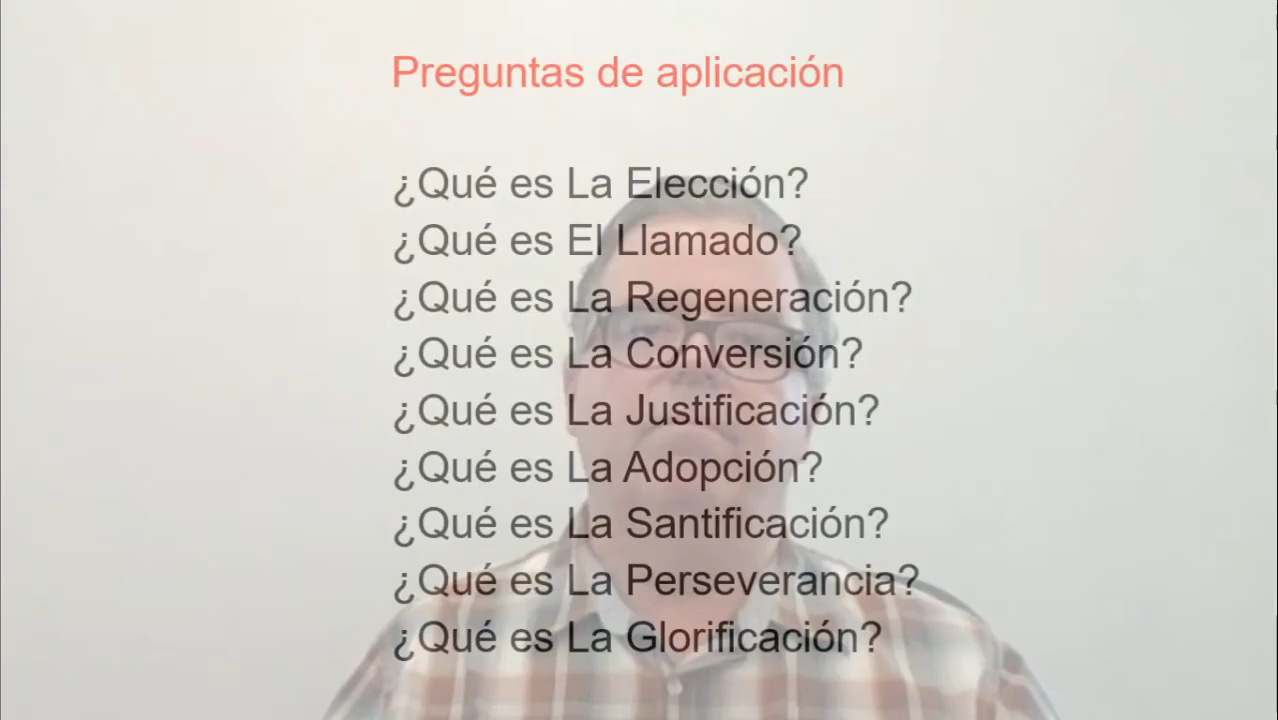 Preguntas de aplicación
¿Qué es La Elección?
¿Qué es El Llamado?
¿Qué es La Regeneración?
¿Qué es La Conversión?
¿Qué es La Justificación?
¿Qué es La Adopción?
¿Qué es La Santificación?
¿Qué es La Perseverancia?
¿Qué es La Glorificación?